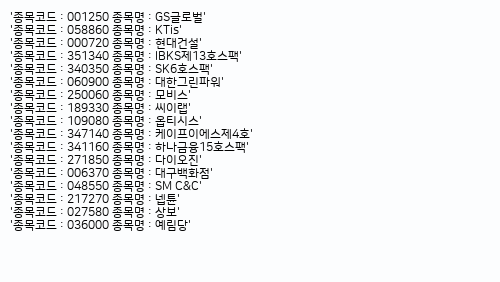 '종목코드 : 001250 종목명 : GS글로벌'
'종목코드 : 058860 종목명 : KTis'
'종목코드 : 000720 종목명 : 현대건설'
'종목코드 : 351340 종목명 : IBKS제13호스팩'
'종목코드 : 340350 종목명 : SK6호스팩'
'종목코드 : 060900 종목명 : 대한그린파워'
'종목코드 : 250060 종목명 : 모비스'
'종목코드 : 189330 종목명 : 씨이랩'
'종목코드 : 109080 종목명 : 옵티시스'
'종목코드 : 347140 종목명 : 케이프이에스제4호'
'종목코드 : 341160 종목명 : 하나금융15호스팩'
'종목코드 : 271850 종목명 : 다이오진'
'종목코드 : 006370 종목명 : 대구백화점'
'종목코드 : 048550 종목명 : SM C&C'
'종목코드 : 217270 종목명 : 넵튠'
'종목코드 : 027580 종목명 : 상보'
'종목코드 : 036000 종목명 : 예림당'